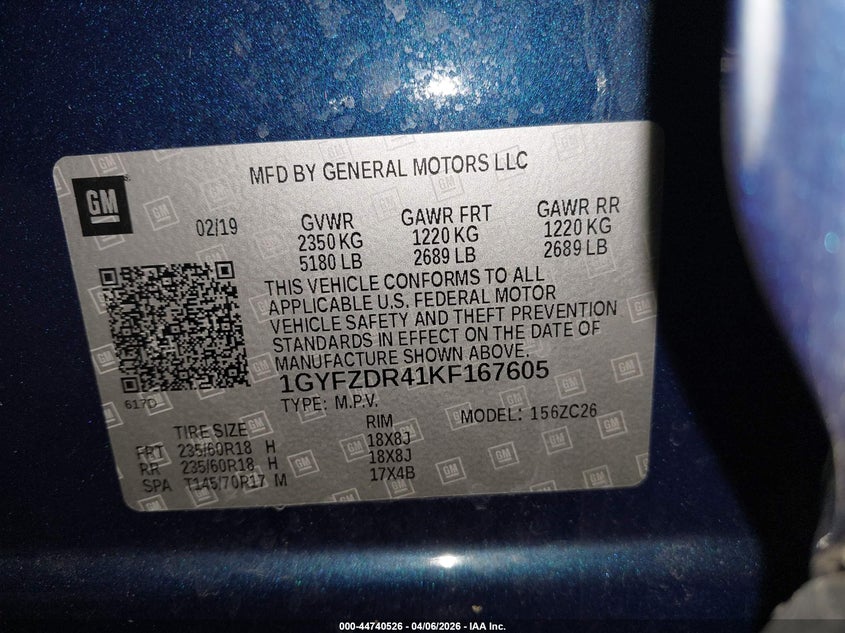 MFD BY GENERAL MOTORS LLC
GM
02/19
GVWR GAWR FRT GAWR RR
2350 KG 1220 KG 1220 KG
5180 LB 2689 LB 2689 LB
THIS VEHICLE CONFORMS TO ALL
APPLICABLE U.S. FEDERAL MOTOR
VEHICLE SAFETY AND THEFT PREVENTION
STANDARDS IN EFFECT ON THE DATE OF
MANUFACTURE SHOWN ABOVE.
1GYFZDR41KF167605
617D
TYPE: M.P.V. MODEL: 156ZC26
TIRE SIZE RIM
FRT 235/60R18 H 18X8J
RR 235/60R18 H 18X8J
SPA T145/70R17 M 17X4B
000-44740526 - 04/06/2026 - IAA Inc.